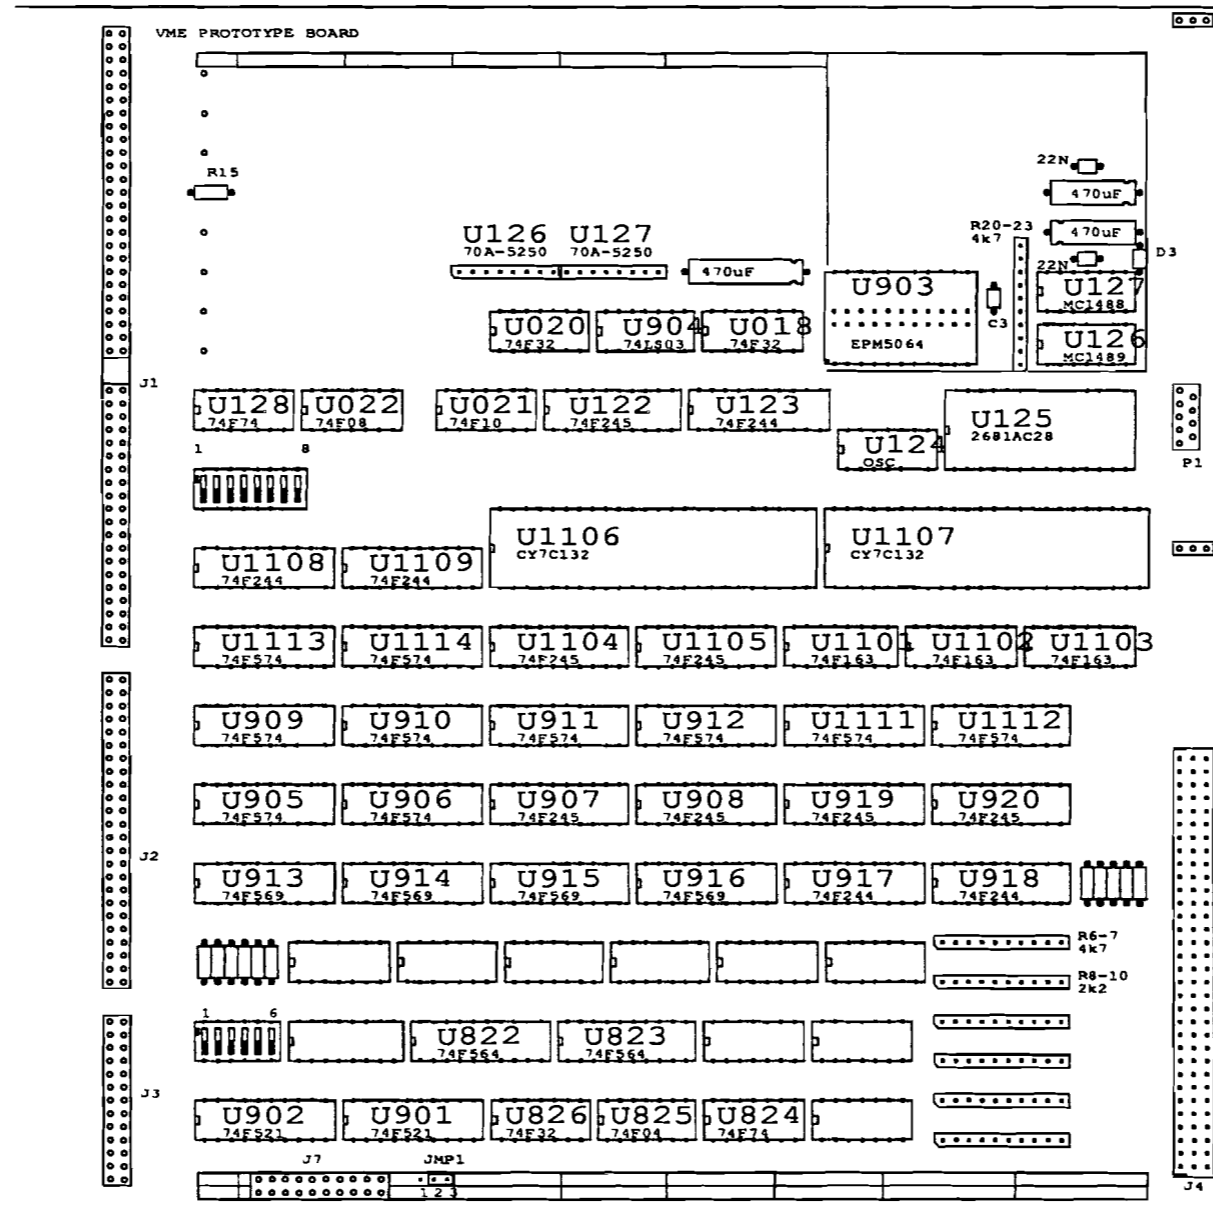 VME PROTOTYPE BOARD
R15
22N
470uF
R20-23
4k7
470uF
D3
22N
U126 U127
70A-5250 70A-5250
470uF
U903
EPM5064
C3
U127
MC1488
U126
MC1489
U020
74F32
U904
74LS03
U018
74F32
J1
U128
74F74
U022
74F08
U021
74F10
U122
74F245
U123
74F244
U124
OSC
U125
2681AC28
P1
1 8
U1106
CY7C132
U1107
CY7C132
U1108
74F244
U1109
74F244
U1113
74F574
U1114
74F574
U1104
74F245
U1105
74F245
U1101
74F163
U1102
74F163
U1103
74F163
U909
74F574
U910
74F574
U911
74F574
U912
74F574
U1111
74F574
U1112
74F574
U905
74F574
U906
74F574
U907
74F245
U908
74F245
U919
74F245
U920
74F245
J2
U913
74F569
U914
74F569
U915
74F569
U916
74F569
U917
74F244
U918
74F244
R6-7
4k7
R8-10
2k2
1 6
U822
74F564
U823
74F564
J3
U902
74F521
U901
74F521
U826
74F32
U825
74F04
U824
74F74
J7
JMP1
1 2 3
J4